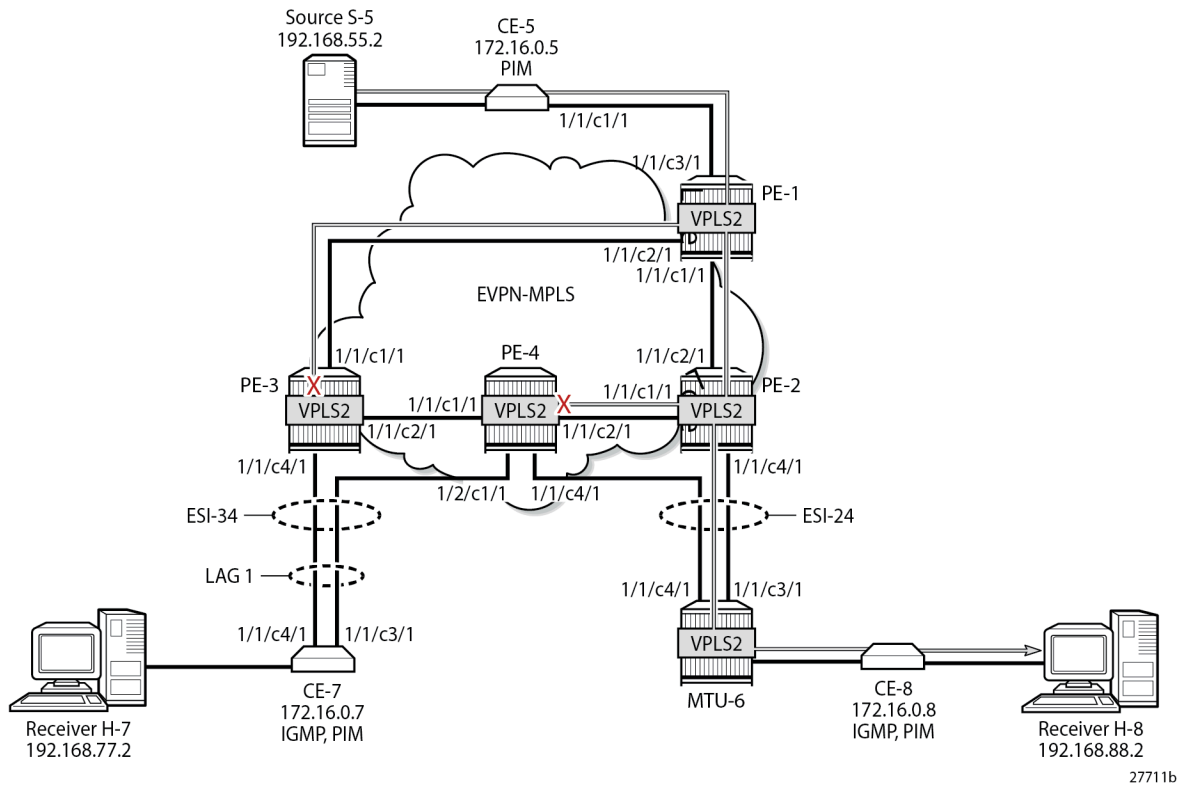 Source S-5
192.168.55.2
CE-5
172.16.0.5
PIM
1/1/c1/1
1/1/c3/1
PE-1
VPLS2
1/1/c2/1
1/1/c1/1
EVPN-MPLS
1/1/c1/1
PE-4
1/1/c2/1
PE-3
X
1/1/c1/1
PE-2
VPLS2
1/1/c1/1
VPLS2
X
VPLS2
1/1/c2/1
1/1/c2/1
1/1/c4/1
1/1/c4/1
1/2/c1/1
1/1/c4/1
ESI-34
ESI-24
LAG 1
1/1/c4/1
1/1/c3/1
1/1/c4/1
1/1/c3/1
VPLS2
CE-7
172.16.0.7
IGMP, PIM
MTU-6
CE-8
172.16.0.8
IGMP, PIM
Receiver H-7
192.168.77.2
Receiver H-8
192.168.88.2
27711b